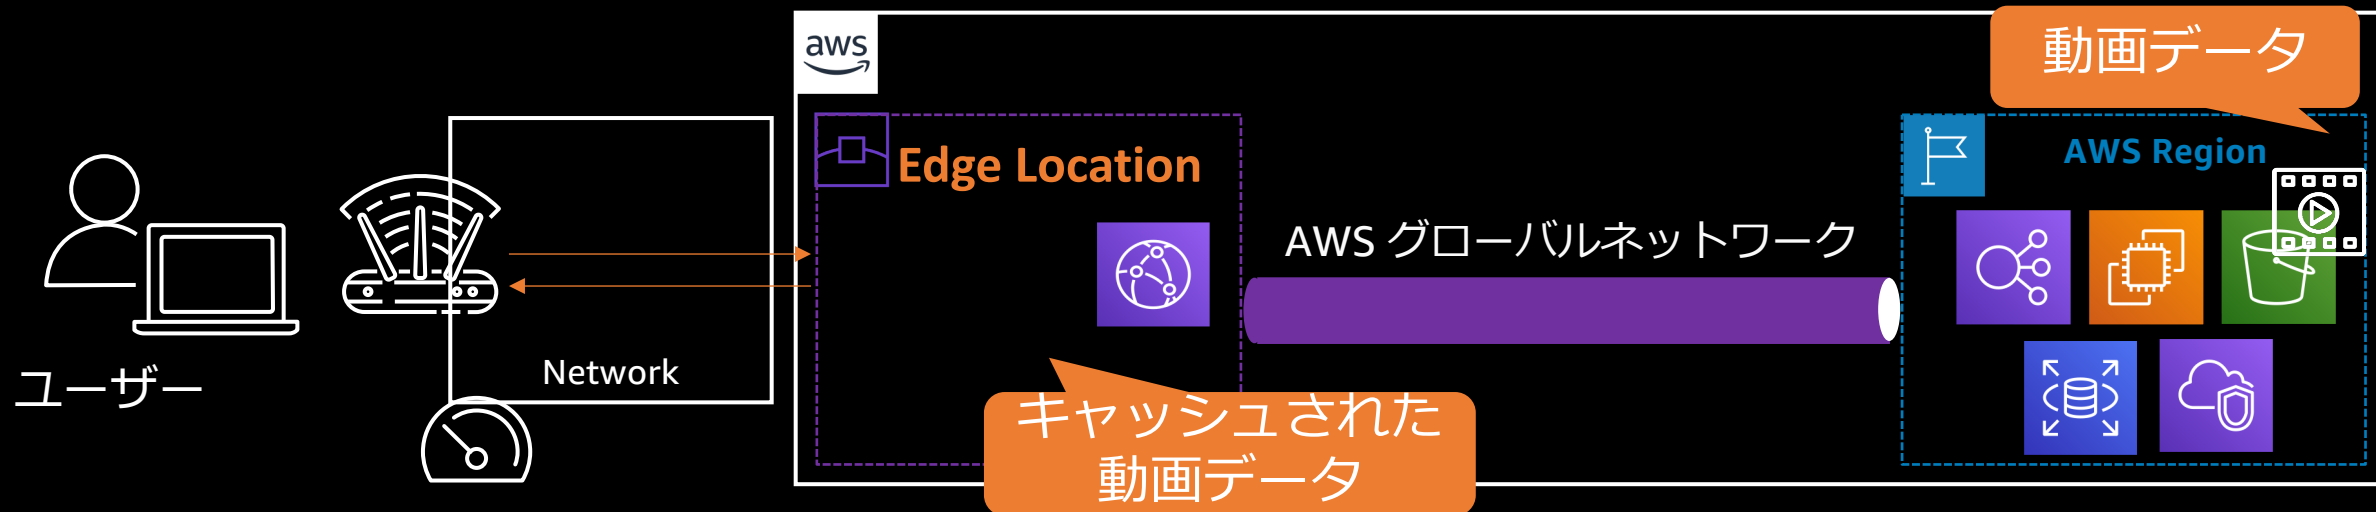 aws
動画データ
Edge Location
AWS Region
AWS グローバルネットワーク
Network
ユーザー
キャッシュされた
動画データ